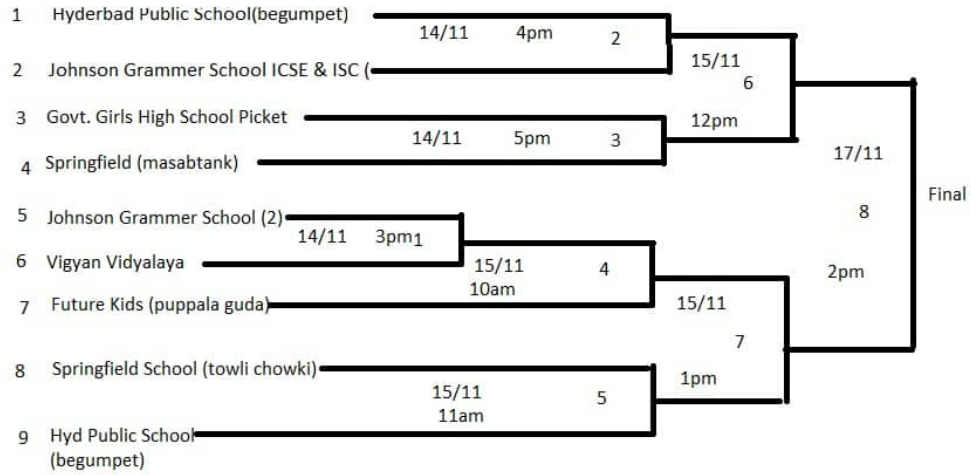 1 Hyderbad Public School(begumpet)
14/11 4pm 2
2 Johnson Grammer School ICSE & ISC (
15/11
6
12pm
3 Govt. Girls High School Picket
14/11 5pm 3
4 Springfield (masabtank)
17/11
8
2pm
Final
5 Johnson Grammer School (2)
14/11 3pm 1
6 Vigyan Vidyalaya
15/11 4
10am
7 Future Kids (puppala guda)
15/11
7
1pm
8 Springfield School (towli chowki)
15/11 5
11am
9 Hyd Public School
(begumpet)